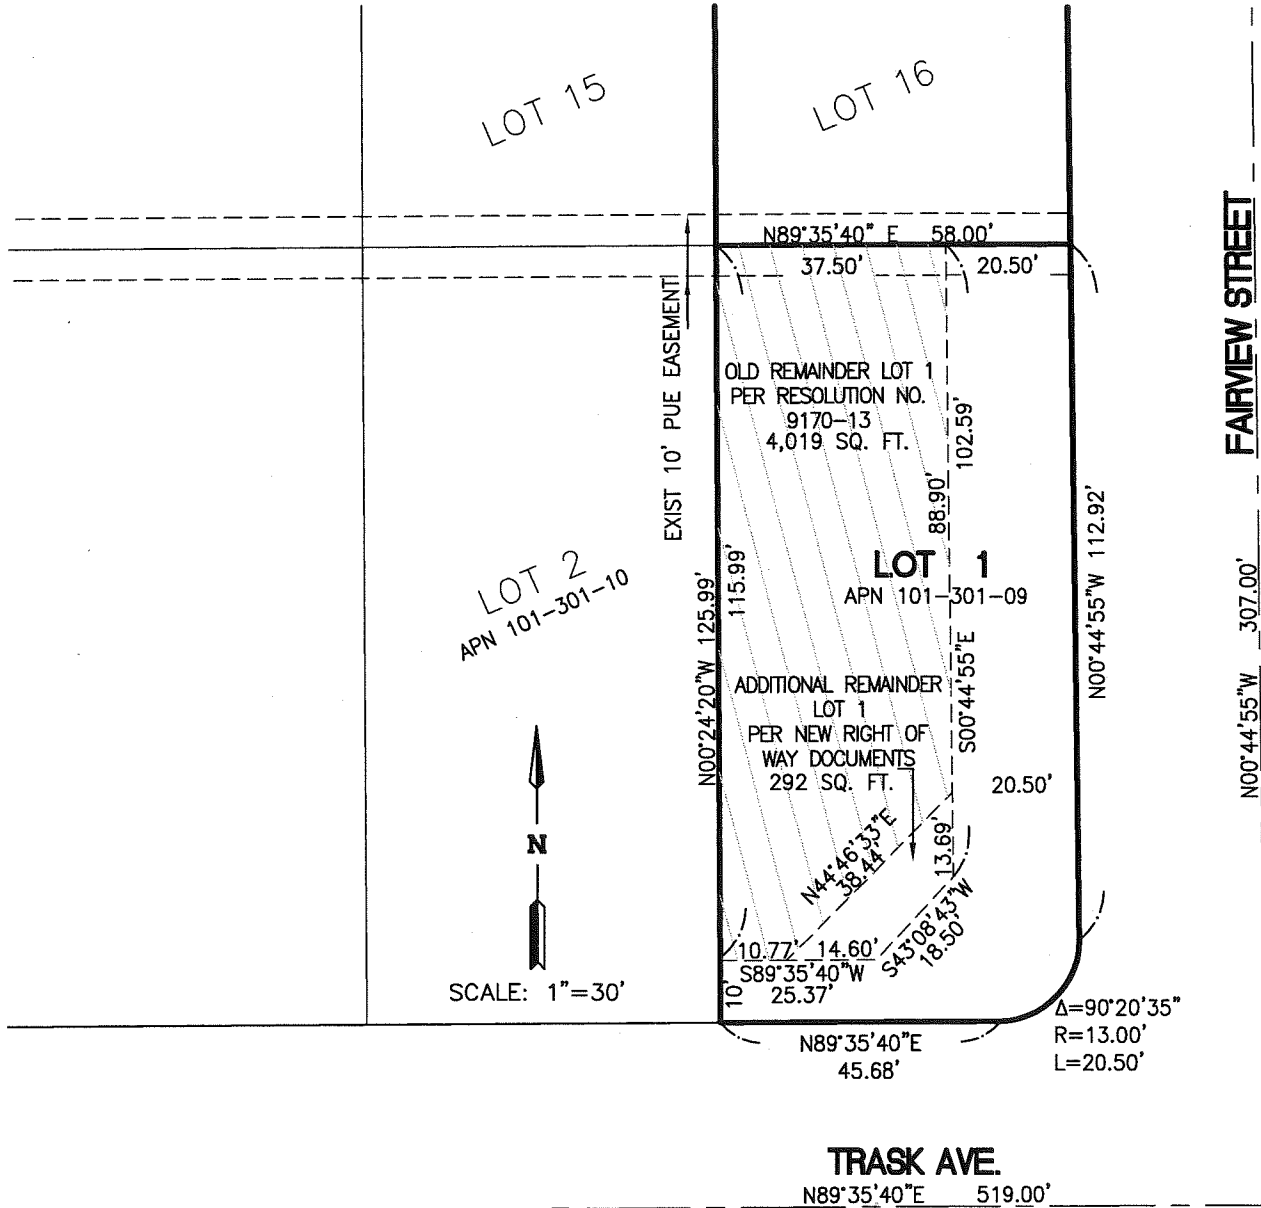 LOT 15
LOT 16
FAIRVIEW STREET
N89°35'40" E 58.00'
37.50' 20.50'
EXIST 10' PUE EASEMENT
OLD REMAINDER LOT 1
PER RESOLUTION NO.
9170-13
4,019 SQ. FT.
102.59'
88.90'
N00°44'55"W 112.92'
LOT 1
APN 101-301-09
LOT 2
APN 101-301-10
N00°24'20"W 125.99'
115.99'
N00°44'55"W 307.00'
S00°44'55"E
ADDITIONAL REMAINDER
LOT 1
PER NEW RIGHT OF
WAY DOCUMENTS
292 SQ. FT.
20.50'
N
N44°46'33"E
38.44'
13.69'
S43°08'43"W
18.50'
10.77' 14.60'
S89°35'40"W
25.37'
10'
SCALE: 1"=30'
Δ=90°20'35"
R=13.00'
L=20.50'
N89°35'40"E
45.68'
TRASK AVE.
N89°35'40"E 519.00'